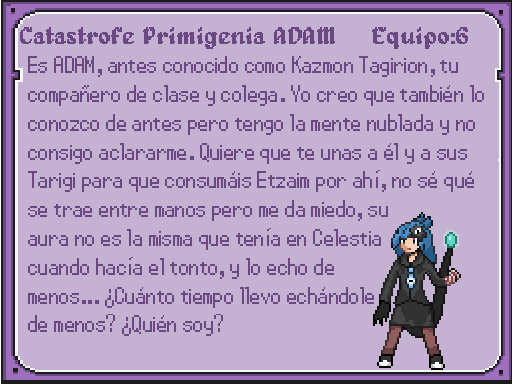 Catastrofe Primigenia ADAM Equipo:6
Es ADAM, antes conocido como Kazmon Tagirion, tu
compañero de clase y colega. Yo creo que también lo
conozco de antes pero tengo la mente nublada y no
consigo aclararme. Quiere que te unas a él y a sus
Tarigi para que consumáis Etzaim por ahí, no sé qué
se trae entre manos pero me da miedo, su
aura no es la misma que tenía en Celestia
cuando hacía el tonto, y lo echo de
menos... ¿Cuánto tiempo llevo echándole
de menos? ¿Quién soy?